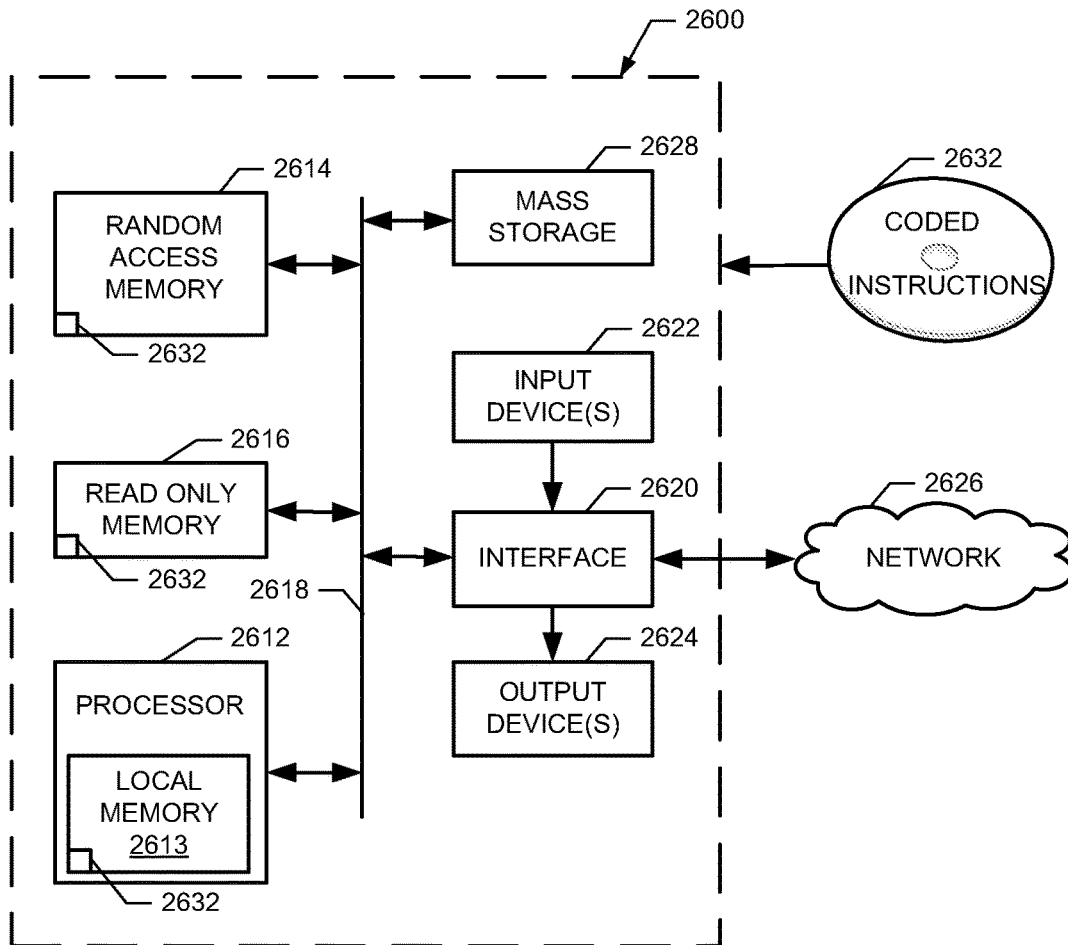 2600
2614
RANDOM
ACCESS
MEMORY
2632
2628
MASS
STORAGE
2632
CODED
INSTRUCTIONS
2622
INPUT
DEVICE(S)
2616
READ ONLY
MEMORY
2632
2620
INTERFACE
2626
NETWORK
2618
2612
PROCESSOR
LOCAL
MEMORY
2613
2632
2624
OUTPUT
DEVICE(S)